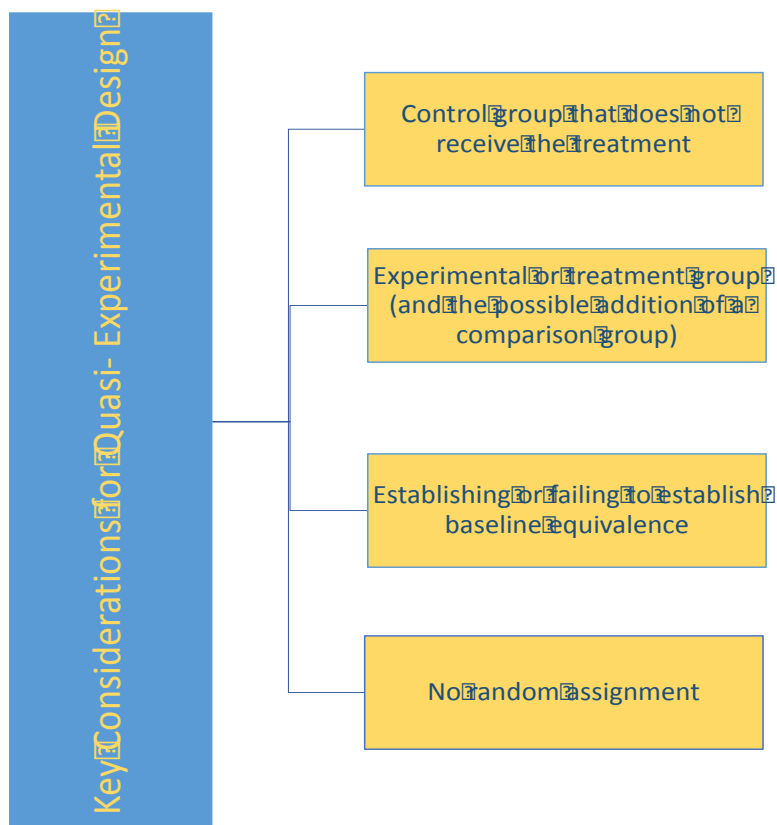 Key Considerations for Quasi- Experimental Design
Control group that does not
receive the treatment
Experimental or treatment group
(and the possible addition of a
comparison group)
Establishing or failing to establish
baseline equivalence
No random assignment